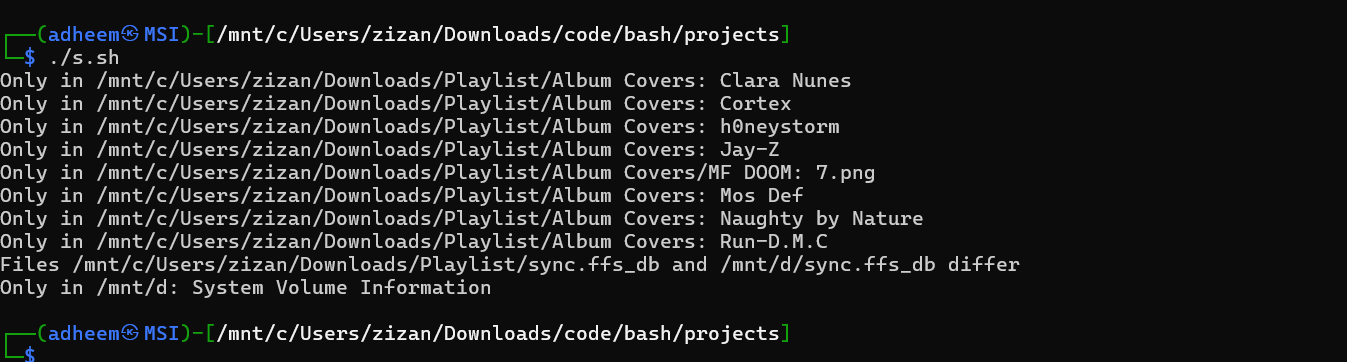 ┌──(adheem㉿MSI)-[/mnt/c/Users/zizan/Downloads/code/bash/projects]
└─$ ./s.sh
Only in /mnt/c/Users/zizan/Downloads/Playlist/Album Covers: Clara Nunes
Only in /mnt/c/Users/zizan/Downloads/Playlist/Album Covers: Cortex
Only in /mnt/c/Users/zizan/Downloads/Playlist/Album Covers: h0neystorm
Only in /mnt/c/Users/zizan/Downloads/Playlist/Album Covers: Jay-Z
Only in /mnt/c/Users/zizan/Downloads/Playlist/Album Covers/MF DOOM: 7.png
Only in /mnt/c/Users/zizan/Downloads/Playlist/Album Covers: Mos Def
Only in /mnt/c/Users/zizan/Downloads/Playlist/Album Covers: Naughty by Nature
Only in /mnt/c/Users/zizan/Downloads/Playlist/Album Covers: Run-D.M.C
Files /mnt/c/Users/zizan/Downloads/Playlist/sync.ffs_db and /mnt/d/sync.ffs_db differ
Only in /mnt/d: System Volume Information
┌──(adheem㉿MSI)-[/mnt/c/Users/zizan/Downloads/code/bash/projects]
└─$